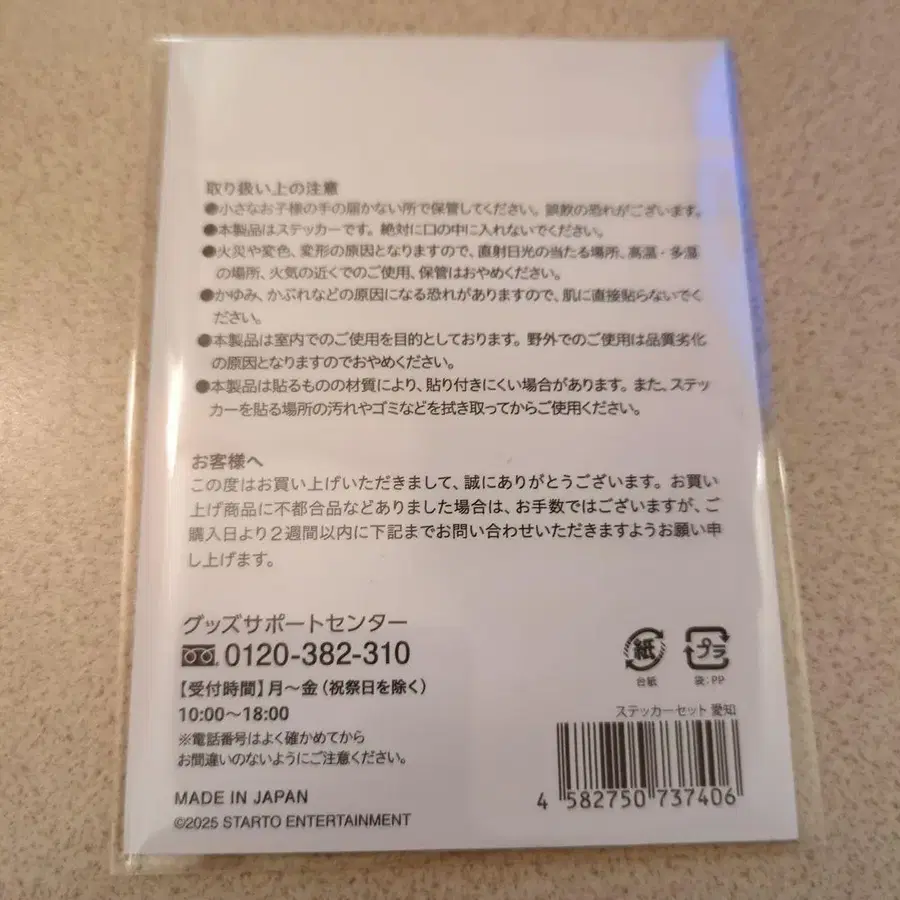 取り扱い上の注意
●小さなお子様の手の届かない所で保管してください。誤飲の恐れがございます。
●本製品はステッカーです。絶対に口の中に入れないでください。
●火災や変色、変形の原因となりますので、直射日光の当たる場所、高温・多湿
の場所、火気の近くでのご使用、保管はおやめください。
●かゆみ、かぶれなどの原因になる恐れがありますので、肌に直接貼らないでく
ださい。
●本製品は室内でのご使用を目的としております。野外でのご使用は品質劣化
の原因となりますのでおやめください。
●本製品は貼るものの材質により、貼り付きにくい場合があります。また、ステッ
カーを貼る場所の汚れやゴミなどを拭き取ってからご使用ください。
お客様へ
この度はお買い上げいただきまして、誠にありがとうございます。お買い
上げ商品に不都合品などありました場合は、お手数ではございますが、ご
購入日より2週間以内に下記までお問い合わせいただきますようお願い申
し上げます。
グッズサポートセンター
0120-382-310
【受付時間】月〜金(祝祭日を除く)
10:00〜18:00
※電話番号はよく確かめてから
お間違いのないようにご注意ください。
MADE IN JAPAN
©2025 STARTO ENTERTAINMENT
紙 プラ
台紙 袋:PP
ステッカーセット 愛知
4 582750 737406